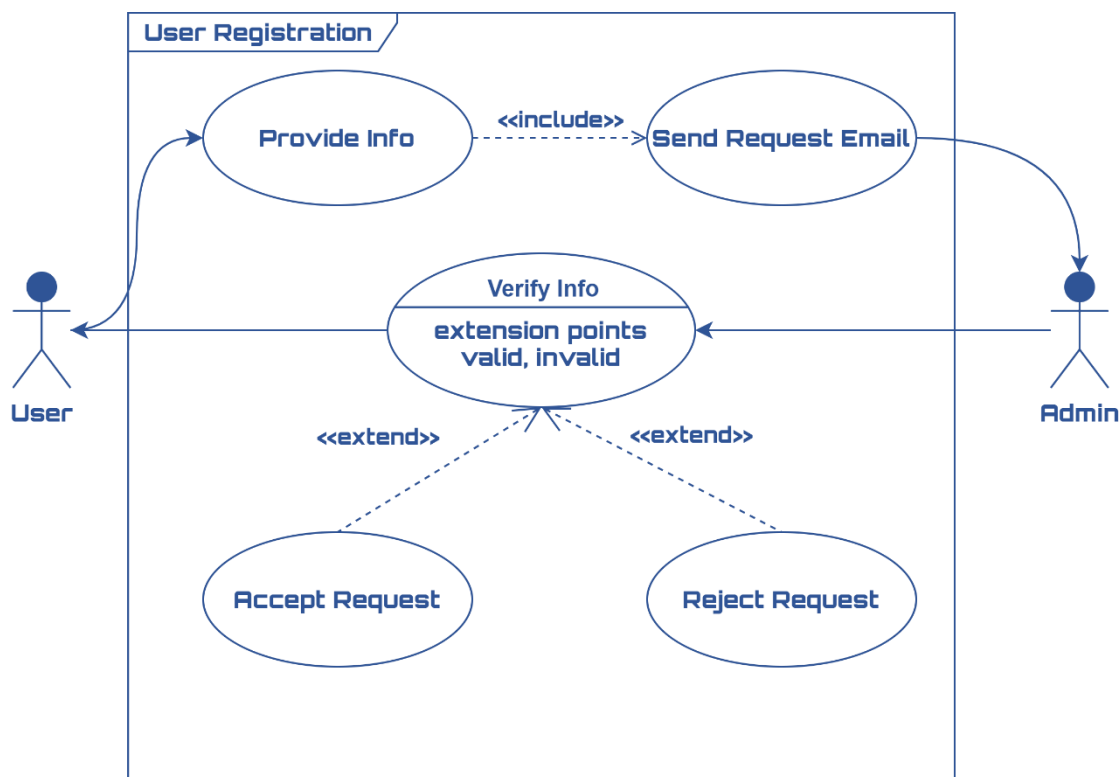 User Registration
Provide Info
<<include>>
Send Request Email
Verify Info
extension points
valid, invalid
User
Admin
<<extend>>
<<extend>>
Accept Request
Reject Request